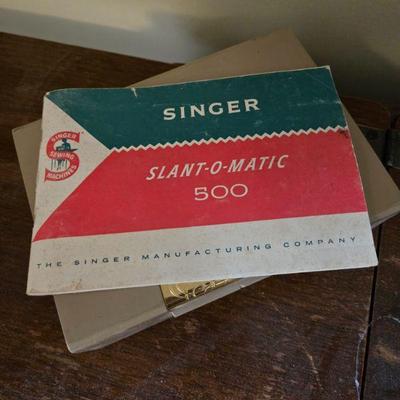 SINGER
SINGER
SEWING
MACHINES
SLANT-O-MATIC
500
THE SINGER MANUFACTURING COMPANY